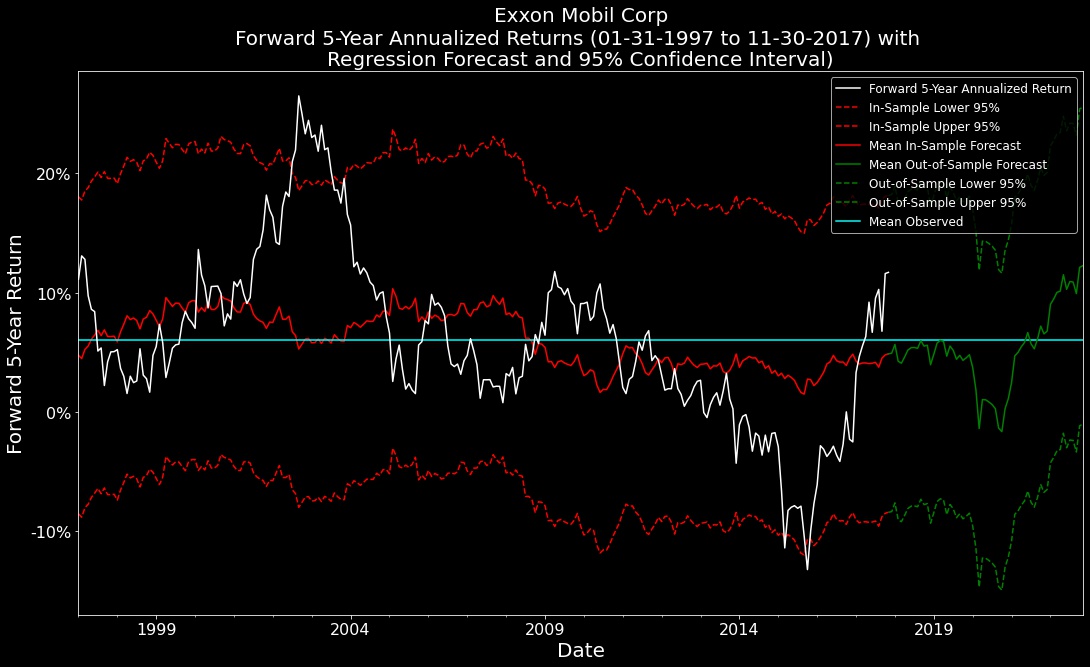 Exxon Mobil Corp
Forward 5-Year Annualized Returns (01-31-1997 to 11-30-2017) with
Regression Forecast and 95% Confidence Interval)
Forward 5-Year Annualized Return
In-Sample Lower 95%
In-Sample Upper 95%
Mean In-Sample Forecast
Mean Out-of-Sample Forecast
Out-of-Sample Lower 95%
Out-of-Sample Upper 95%
Mean Observed
Forward 5-Year Return
20%
10%
0%
-10%
1999
2004
2009
2014
2019
Date